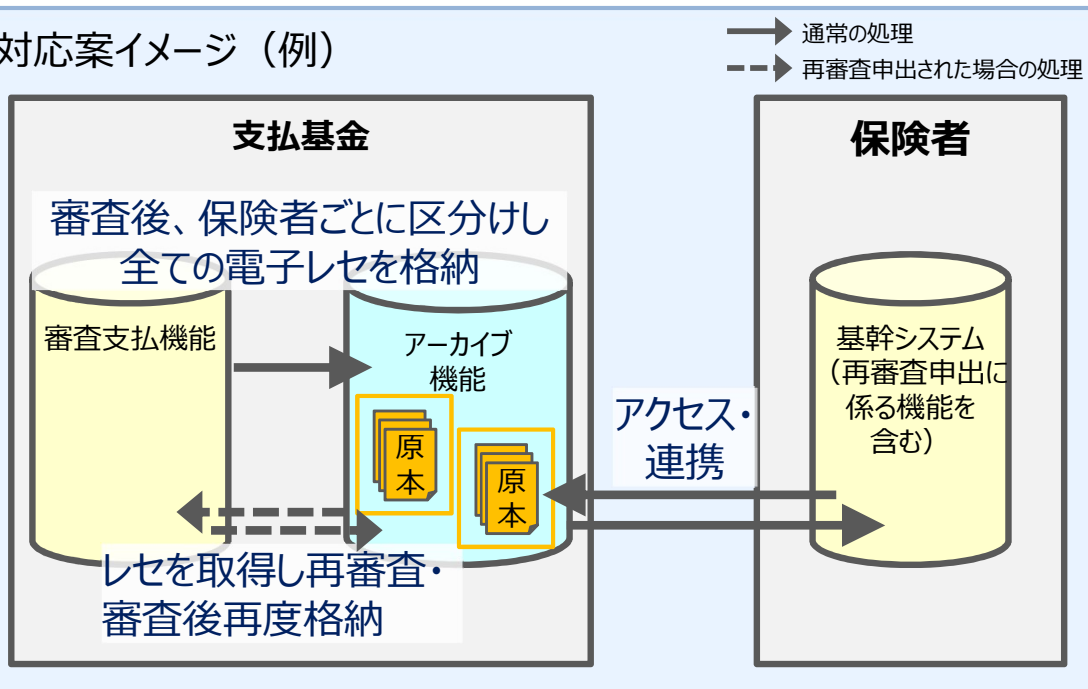 対応案イメージ（例）
通常の処理
再審査申出された場合の処理
支払基金
審査後、保険者ごとに区分けし
全ての電子レセを格納
審査支払機能
アーカイブ
機能
原
本
原
本
レセを取得し再審査・
審査後再度格納
アクセス・
連携
保険者
基幹システム
（再審査申出に
係る機能を
含む）